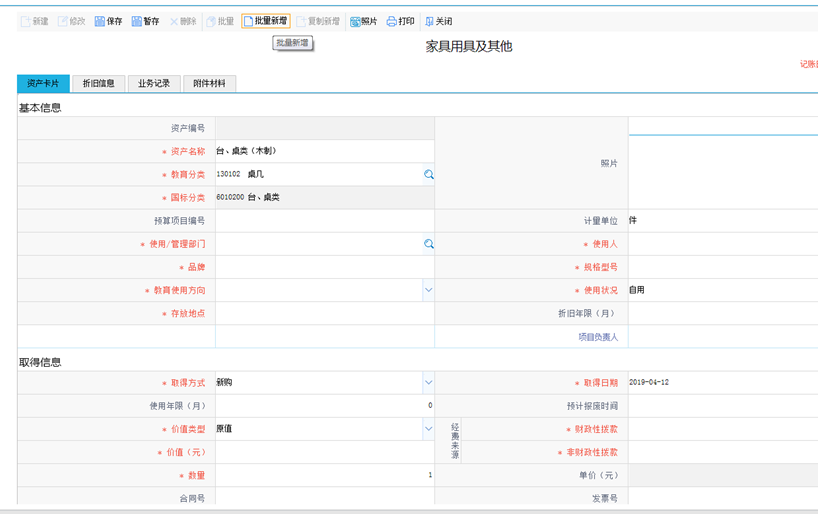 新建 修改 保存 暂存 删除 批量 批量新增 复制新增 照片 打印 关闭
批量新增
家具用具及其他
记账
资产卡片 折旧信息 业务记录 附件材料
基本信息
资产编号
* 资产名称 台、桌类（木制） 照片
* 教育分类 130102 桌几
* 国标分类 6010200 台、桌类
预算项目编号 计量单位 件
* 使用/管理部门 * 使用人
* 品牌 * 规格型号
* 教育使用方向 * 使用状况 自用
* 存放地点 折旧年限（月）
项目负责人
取得信息
* 取得方式 新购 * 取得日期 2019-04-12
使用年限（月） 0 预计报废时间
* 价值类型 原值 经费来源 * 财政性拨款
* 价值（元） * 非财政性拨款
* 数量 1 单价（元）
合同号 发票号